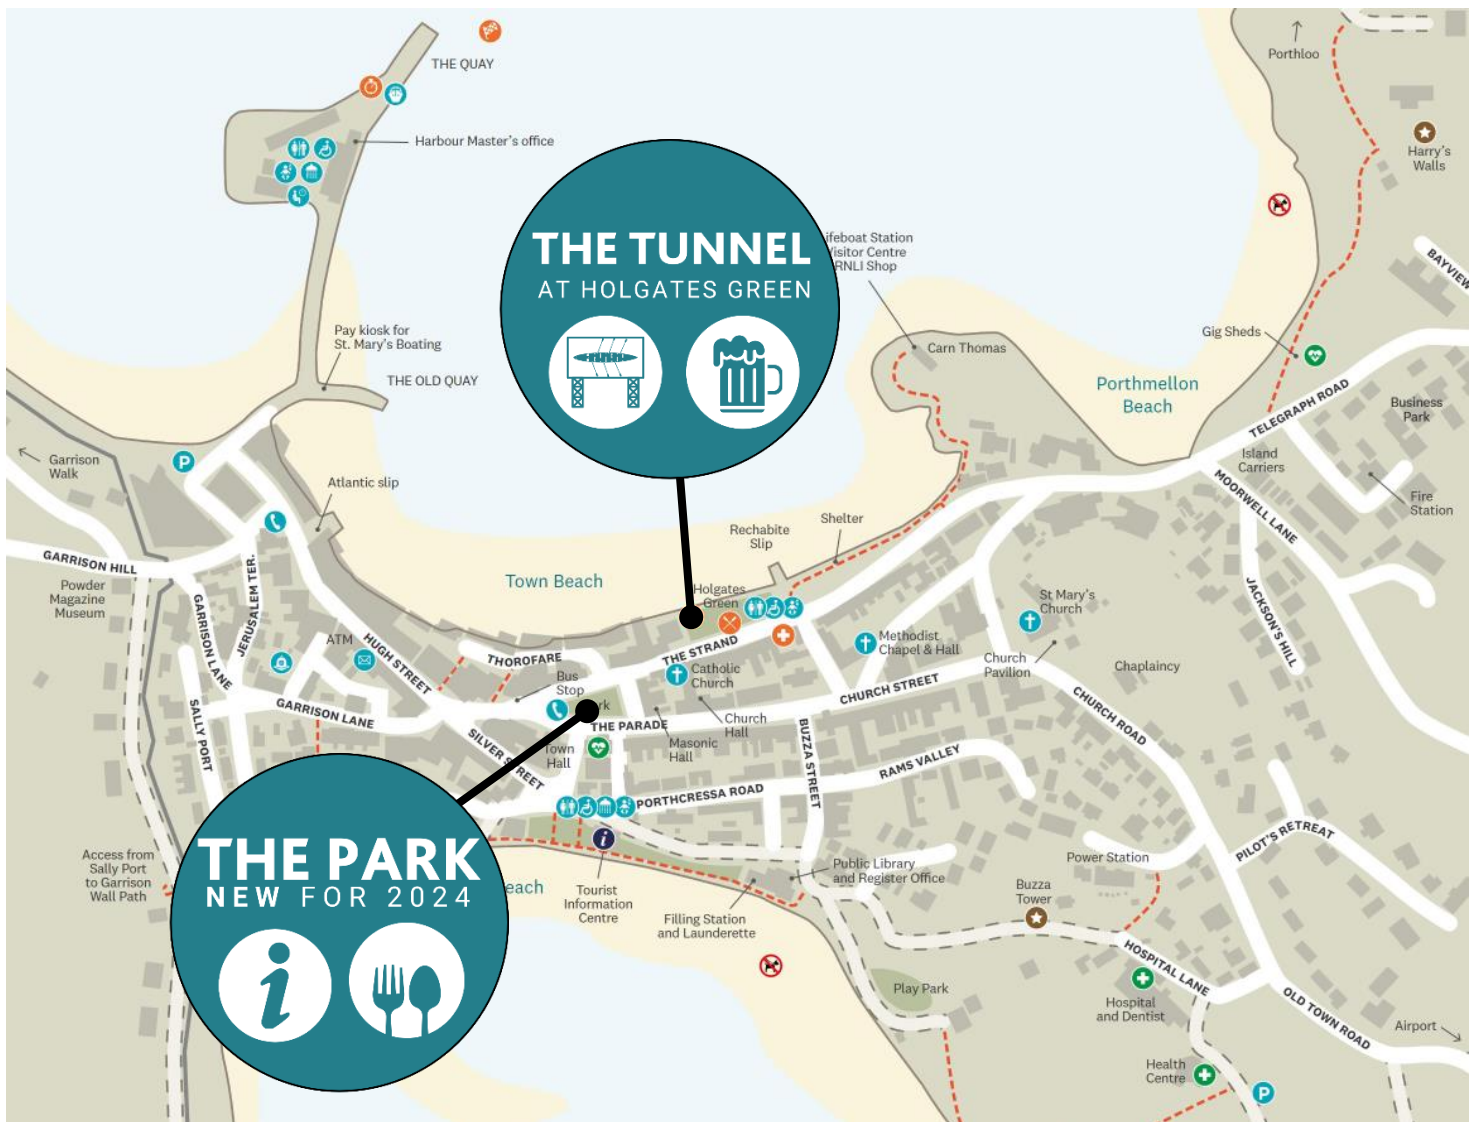 THE QUAY
Porthloo
Harbour Master's office
Harry's
Walls
THE TUNNEL
AT HOLGATES GREEN
ifeboat Station
Visitor Centre
RNLI Shop
BAYVIEW
Pay kiosk for
St. Mary's Boating
THE OLD QUAY
Carn Thomas
Gig Sheds
Porthmellon
Beach
TELEGRAPH ROAD
Business
Park
Garrison
Walk
P
Atlantic slip
Island
Carriers
MOORWELL LANE
Fire
Station
Rechabite
Slip
Shelter
GARRISON HILL
Powder
Magazine
Museum
JERUSALEM TER.
GARRISON LANE
Town Beach
Holgates
Green
St Mary's
Church
JACKSON'S HILL
ATM
HUGH STREET
THOROFARE
THE STRAND
Methodist
Chapel & Hall
Church
Pavilion
Chaplaincy
Bus
Stop
Catholic
Church
CHURCH STREET
CHURCH ROAD
SALLY PORT
GARRISON LANE
SILVER STREET
rk
THE PARADE
Church
Hall
Masonic
Hall
Town
Hall
BUZZA STREET
RAMS VALLEY
PORTHCRESSA ROAD
PILOT'S RETREAT
THE PARK
NEW FOR 2024
i
Access from
Sally Port
to Garrison
Wall Path
each
i
Tourist
Information
Centre
Filling Station
and Launderette
Public Library
and Register Office
Power Station
Buzza
Tower
HOSPITAL LANE
Play Park
Hospital
and Dentist
OLD TOWN ROAD
Airport
Health
Centre
P